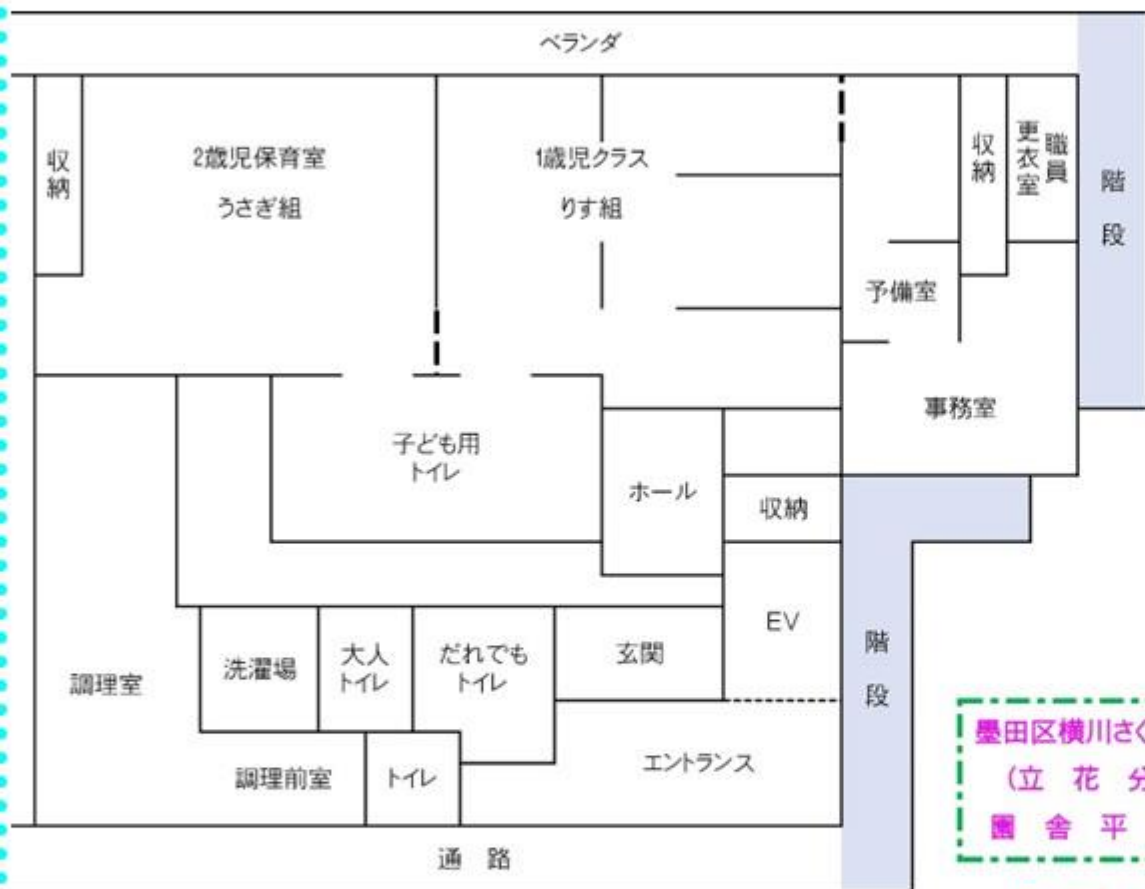 ベランダ
収納
2歳児保育室
うさぎ組
1歳児クラス
りす組
収納
職員
更衣室
階段
予備室
事務室
子ども用
トイレ
ホール
収納
EV
階段
調理室
洗濯場
大人
トイレ
だれでも
トイレ
玄関
調理前室
トイレ
エントランス
通路
墨田区横川さく
(立花分
園舎平